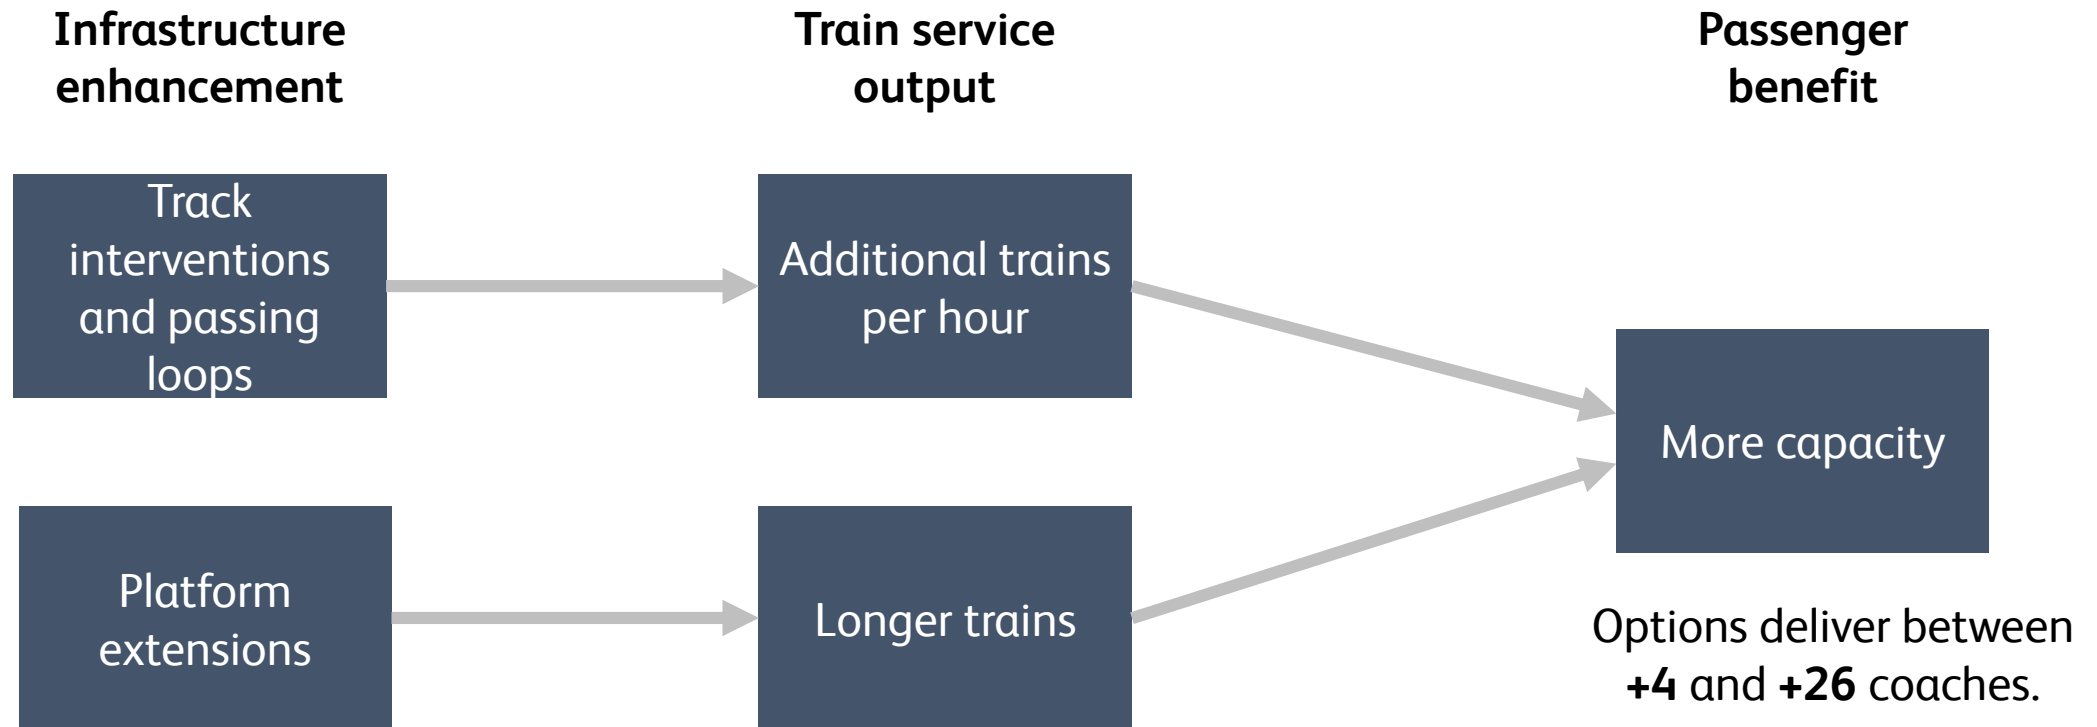 Infrastructure
enhancement
Train service
output
Passenger
benefit
Track
interventions
and passing
loops
Additional trains
per hour
More capacity
Platform
extensions
Longer trains
Options deliver between
+4 and +26 coaches.